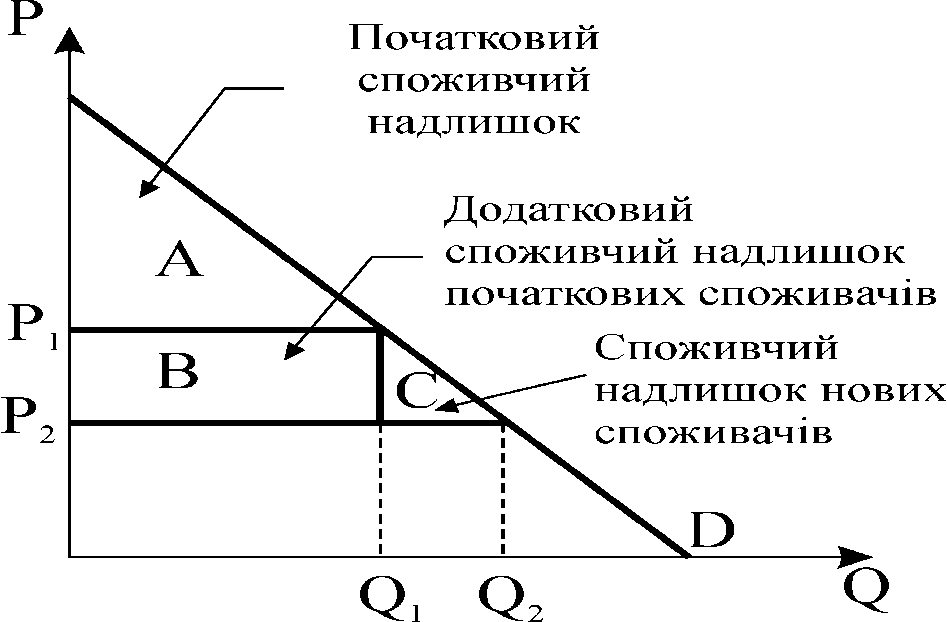 P
Початковий
споживчий
надлишок
Додатковий
споживчий надлишок
початкових споживачів
A
P1
B
C
Споживчий
надлишок нових
споживачів
P2
D
Q1
Q2
Q